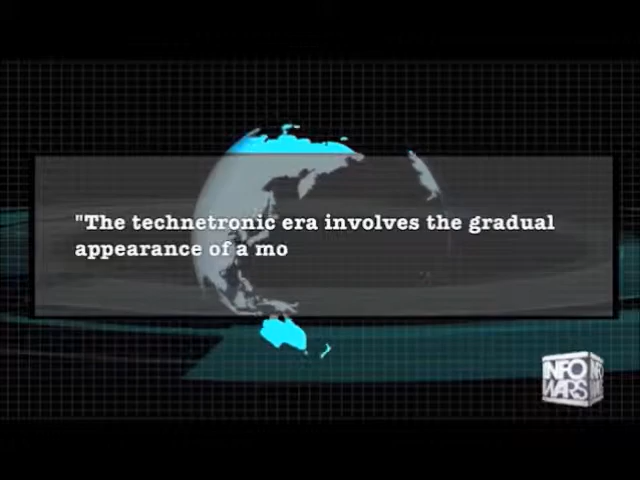 "The technetronic era involves the gradual
appearance of a mo
INFO
WARS